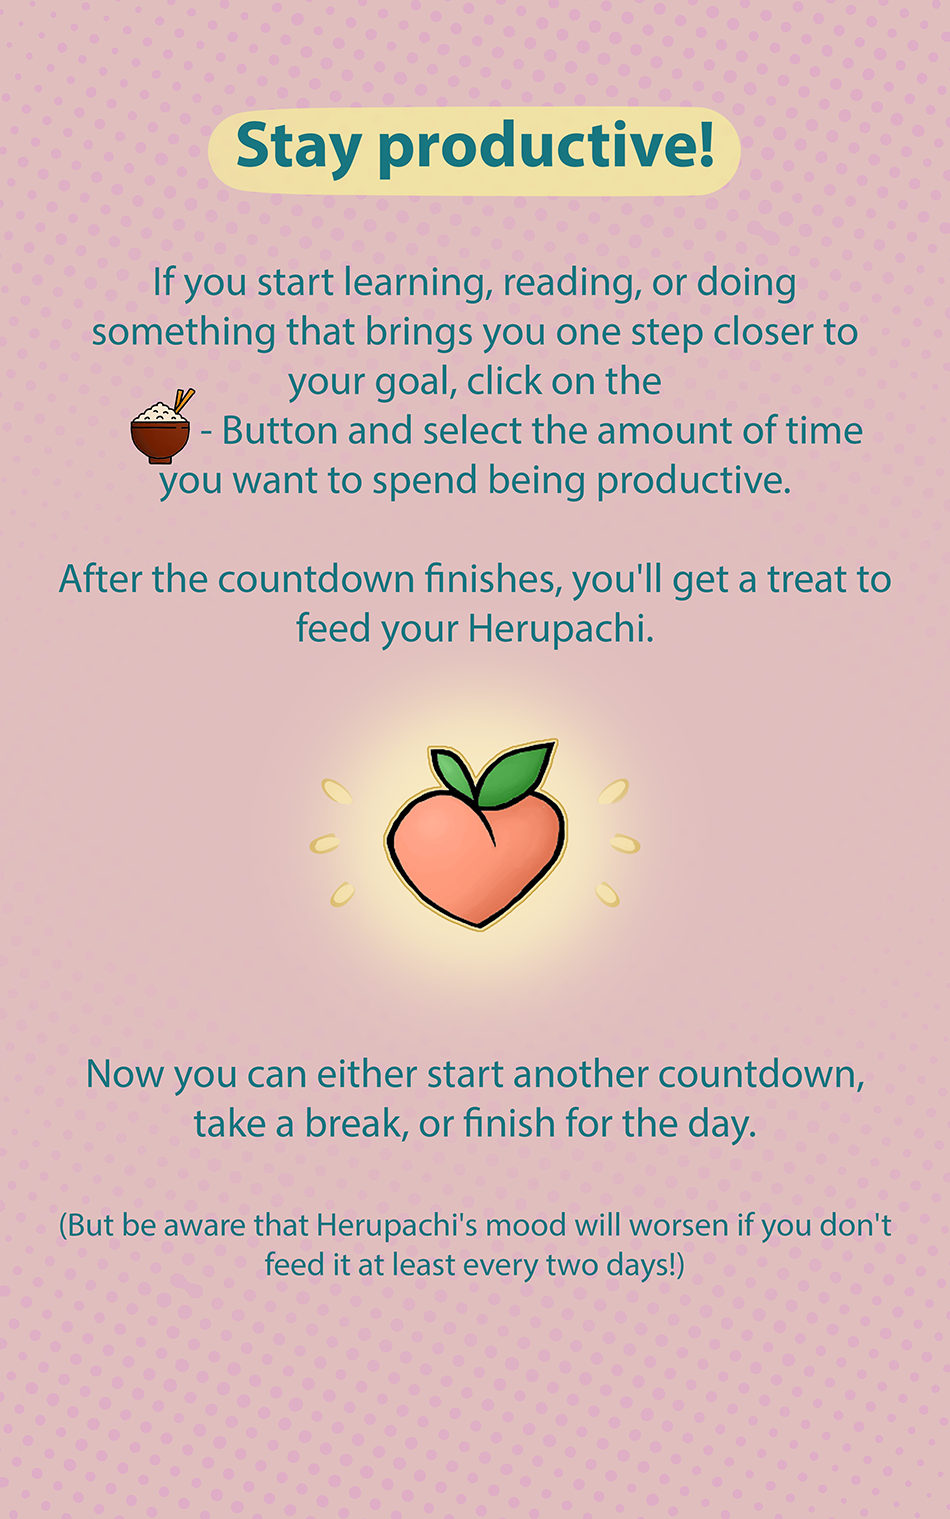 Stay productive!
If you start learning, reading, or doing
something that brings you one step closer to
your goal, click on the
- Button and select the amount of time
you want to spend being productive.
After the countdown finishes, you'll get a treat to
feed your Herupachi.
Now you can either start another countdown,
take a break, or finish for the day.
(But be aware that Herupachi's mood will worsen if you don't
feed it at least every two days!)